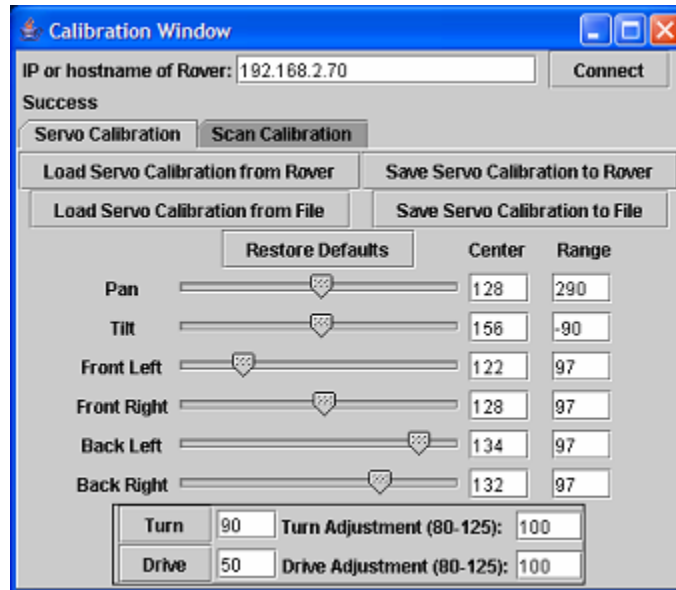 Calibration Window
IP or hostname of Rover: 192.168.2.70 Connect
Success
Servo Calibration Scan Calibration
Load Servo Calibration from Rover Save Servo Calibration to Rover
Load Servo Calibration from File Save Servo Calibration to File
Restore Defaults Center Range
Pan 128 290
Tilt 156 -90
Front Left 122 97
Front Right 128 97
Back Left 134 97
Back Right 132 97
Turn 90 Turn Adjustment (80-125): 100
Drive 50 Drive Adjustment (80-125): 100